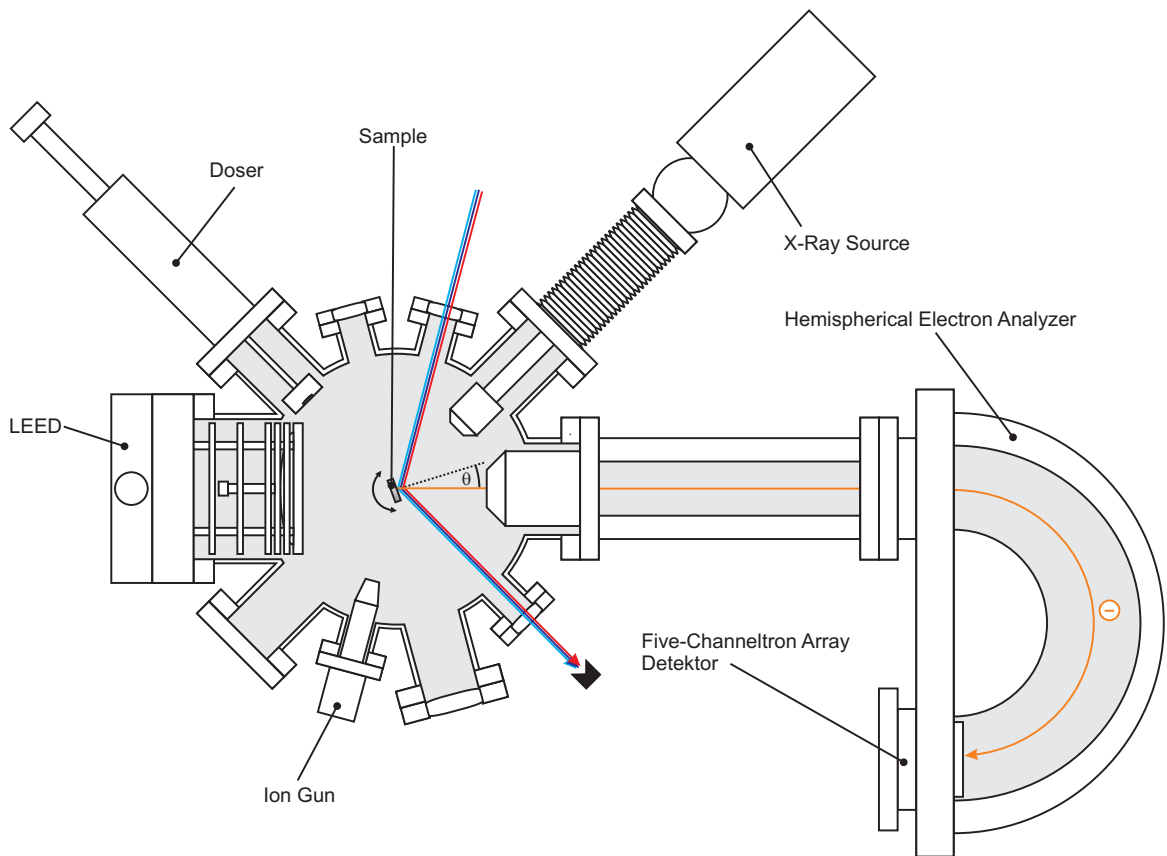 Sample
Doser
X-Ray Source
Hemispherical Electron Analyzer
LEED
θ
Five-Channeltron Array
Detektor
Ion Gun